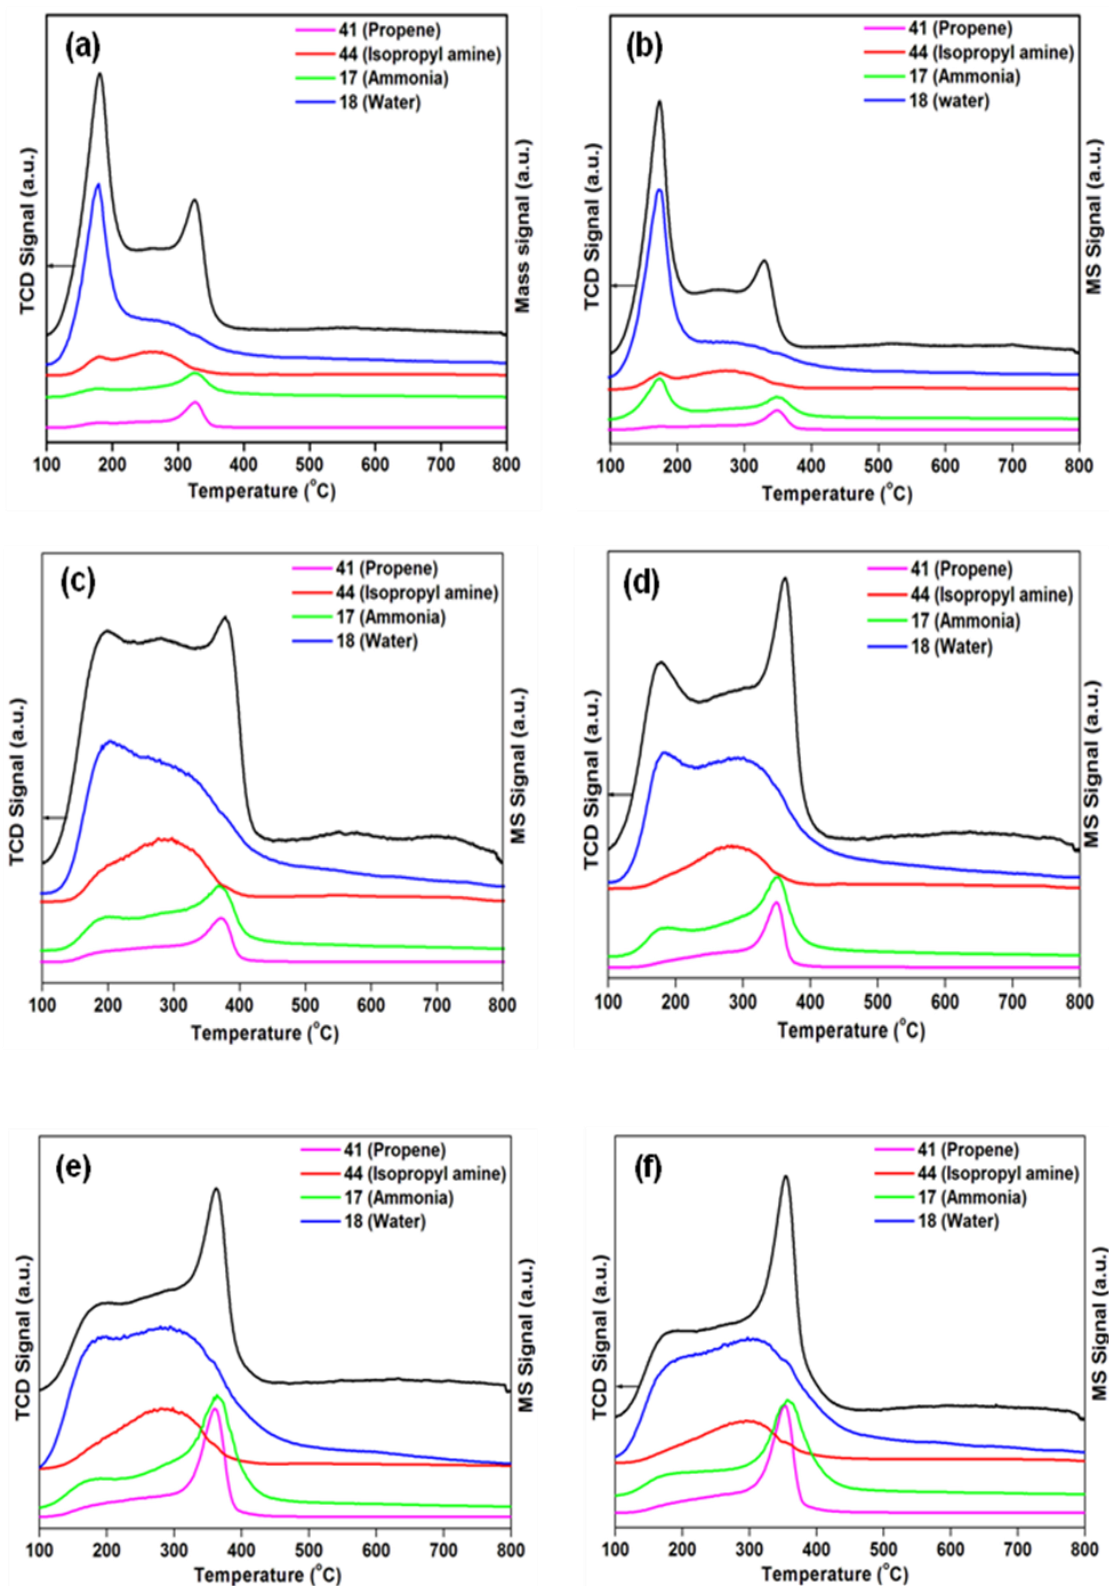 (a)
41 (Propene)
44 (Isopropyl amine)
17 (Ammonia)
18 (Water)
TCD Signal (a.u.)
Mass signal (a.u.)
100 200 300 400 500 600 700 800
Temperature (°C)
(b)
41 (Propene)
44 (Isopropyl amine)
17 (Ammonia)
18 (water)
TCD Signal (a.u.)
MS Signal (a.u.)
100 200 300 400 500 600 700 800
Temperature (°C)
(c)
41 (Propene)
44 (Isopropyl amine)
17 (Ammonia)
18 (Water)
TCD Signal (a.u.)
MS Signal (a.u.)
100 200 300 400 500 600 700 800
Temperature (°C)
(d)
41 (Propene)
44 (Isopropyl amine)
17 (Ammonia)
18 (Water)
TCD Signal (a.u.)
MS Signal (a.u.)
100 200 300 400 500 600 700 800
Temperature (°C)
(e)
41 (Propene)
44 (Isopropyl amine)
17 (Ammonia)
18 (Water)
TCD Signal (a.u.)
MS Signal (a.u.)
100 200 300 400 500 600 700 800
Temperature (°C)
(f)
41 (Propene)
44 (Isopropyl amine)
17 (Ammonia)
18 (Water)
TCD Signal (a.u.)
MS Signal (a.u.)
100 200 300 400 500 600 700 800
Temperature (°C)